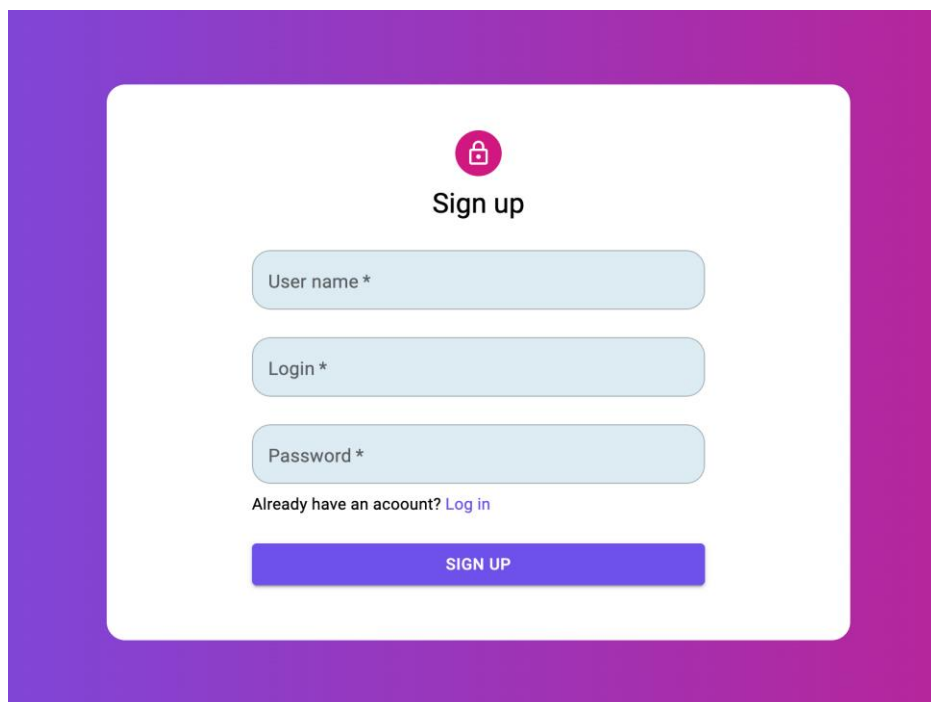 Sign up
User name *
Login *
Password *
Already have an acoount? Log in
SIGN UP